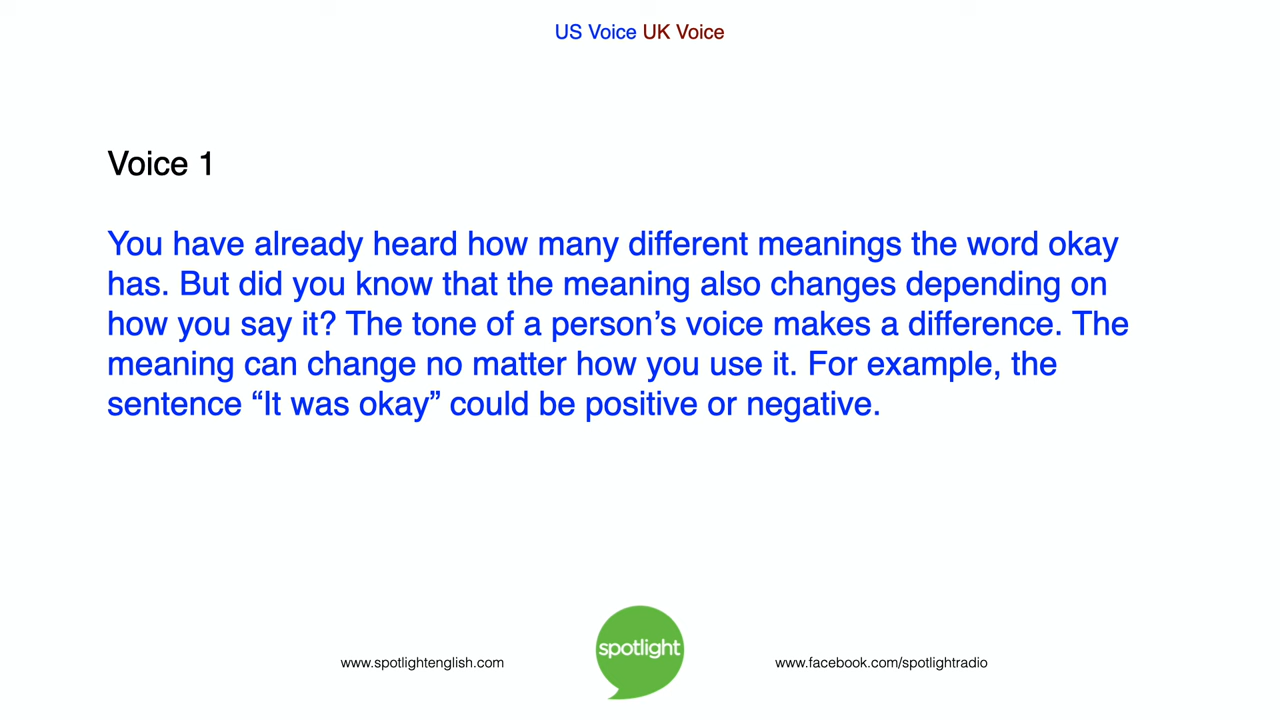 US Voice UK Voice
Voice 1
You have already heard how many different meanings the word okay
has. But did you know that the meaning also changes depending on
how you say it? The tone of a person’s voice makes a difference. The
meaning can change no matter how you use it. For example, the
sentence “It was okay” could be positive or negative.
www.spotlightenglish.com
spotlight
www.facebook.com/spotlightradio